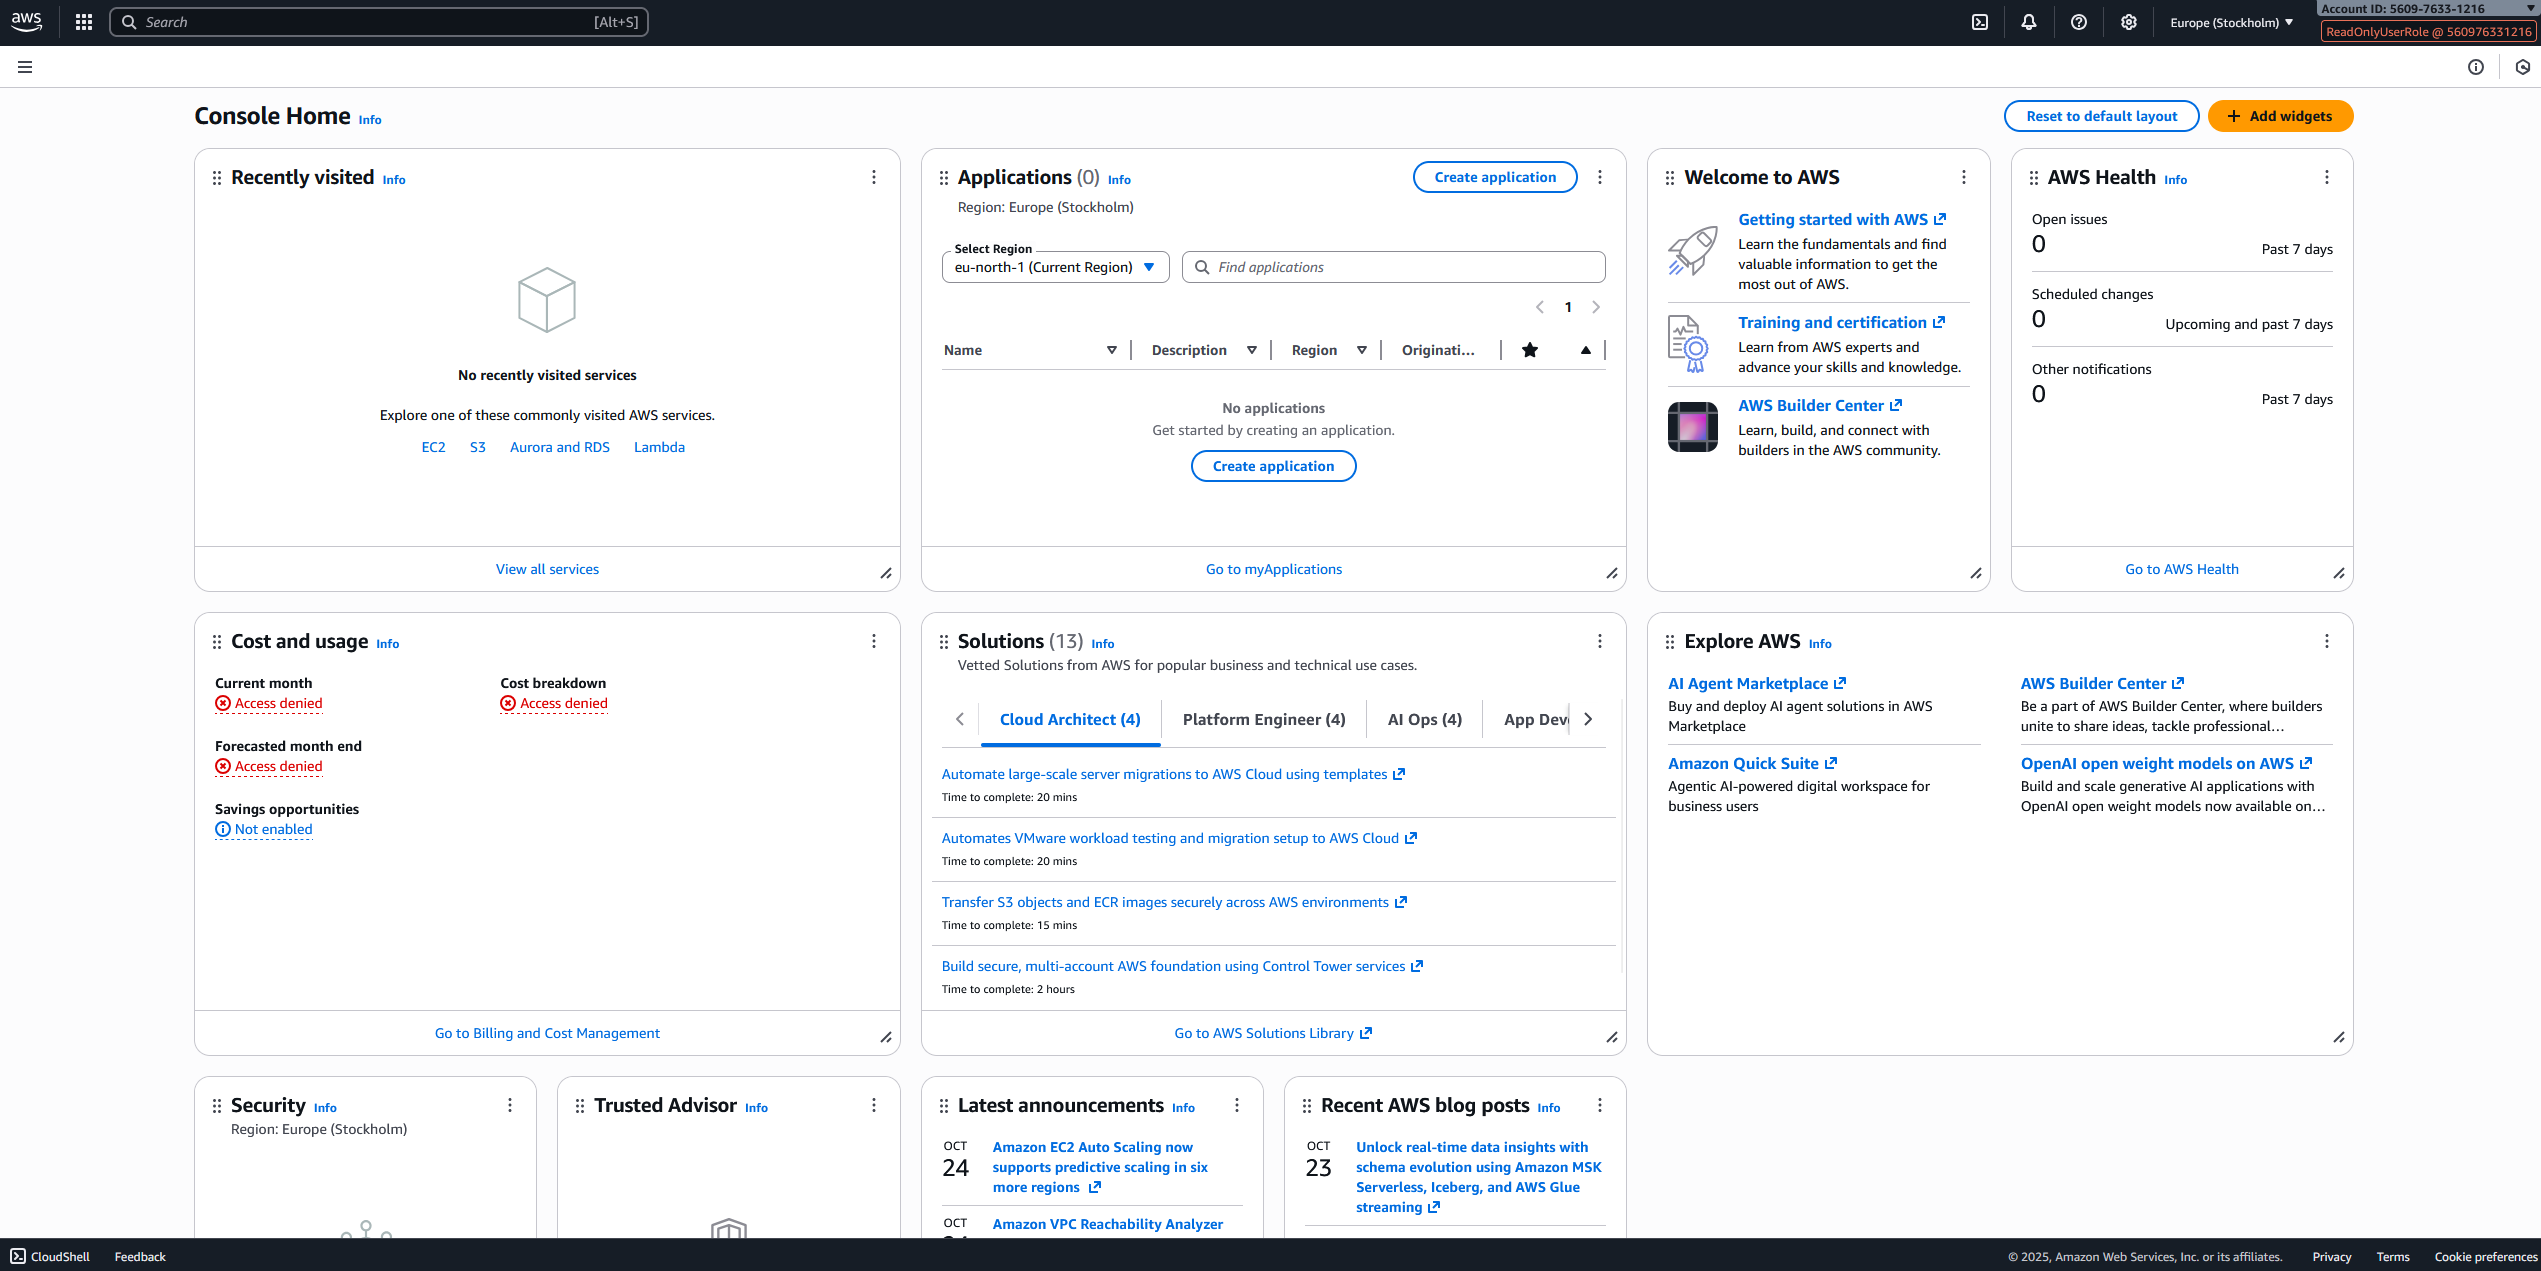 aws
Search [Alt+S]
Europe (Stockholm)
Account ID: 5609-7633-1216
ReadOnlyUserRole @ 560976331216
Console Home Info
Reset to default layout
Add widgets
Recently visited Info
No recently visited services
Explore one of these commonly visited AWS services.
EC2 S3 Aurora and RDS Lambda
View all services
Applications (0) Info
Create application
Region: Europe (Stockholm)
Select Region
eu-north-1 (Current Region)
Find applications
1
Name Description Region Originati...
No applications
Get started by creating an application.
Create application
Go to myApplications
Welcome to AWS
Getting started with AWS
Learn the fundamentals and find
valuable information to get the
most out of AWS.
Training and certification
Learn from AWS experts and
advance your skills and knowledge.
AWS Builder Center
Learn, build, and connect with
builders in the AWS community.
AWS Health Info
Open issues
0
Past 7 days
Scheduled changes
0
Upcoming and past 7 days
Other notifications
0
Past 7 days
Go to AWS Health
Cost and usage Info
Current month
Access denied
Cost breakdown
Access denied
Forecasted month end
Access denied
Savings opportunities
Not enabled
Go to Billing and Cost Management
Solutions (13) Info
Vetted Solutions from AWS for popular business and technical use cases.
Cloud Architect (4) Platform Engineer (4) AI Ops (4) App Dev
Automate large-scale server migrations to AWS Cloud using templates
Time to complete: 20 mins
Automates VMware workload testing and migration setup to AWS Cloud
Time to complete: 20 mins
Transfer S3 objects and ECR images securely across AWS environments
Time to complete: 15 mins
Build secure, multi-account AWS foundation using Control Tower services
Time to complete: 2 hours
Go to AWS Solutions Library
Explore AWS Info
AI Agent Marketplace
Buy and deploy AI agent solutions in AWS
Marketplace
AWS Builder Center
Be a part of AWS Builder Center, where builders
unite to share ideas, tackle professional...
Amazon Quick Suite
Agentic AI-powered digital workspace for
business users
OpenAI open weight models on AWS
Build and scale generative AI applications with
OpenAI open weight models now available on...
Security Info
Region: Europe (Stockholm)
Trusted Advisor Info
Latest announcements Info
OCT
24
Amazon EC2 Auto Scaling now
supports predictive scaling in six
more regions
OCT
Amazon VPC Reachability Analyzer
Recent AWS blog posts Info
OCT
23
Unlock real-time data insights with
schema evolution using Amazon MSK
Serverless, Iceberg, and AWS Glue
streaming
CloudShell Feedback
© 2025, Amazon Web Services, Inc. or its affiliates. Privacy Terms Cookie preferences